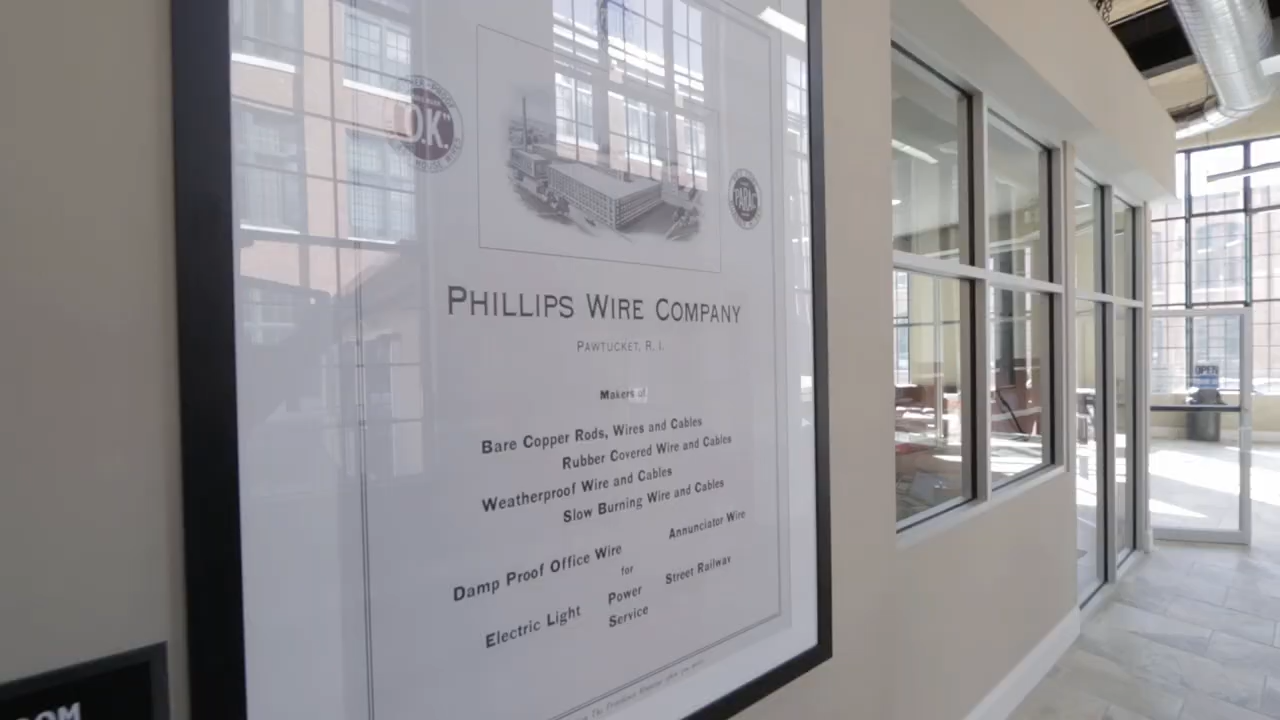 "O.K."
PARAC
PHILLIPS WIRE COMPANY
PAWTUCKET, R. I.
Makers of
Bare Copper Rods, Wires and Cables
Rubber Covered Wire and Cables
Weatherproof Wire and Cables
Slow Burning Wire and Cables
Damp Proof Office Wire
Annunciator Wire
for
Electric Light
Power
Street Railway
Service
OPEN